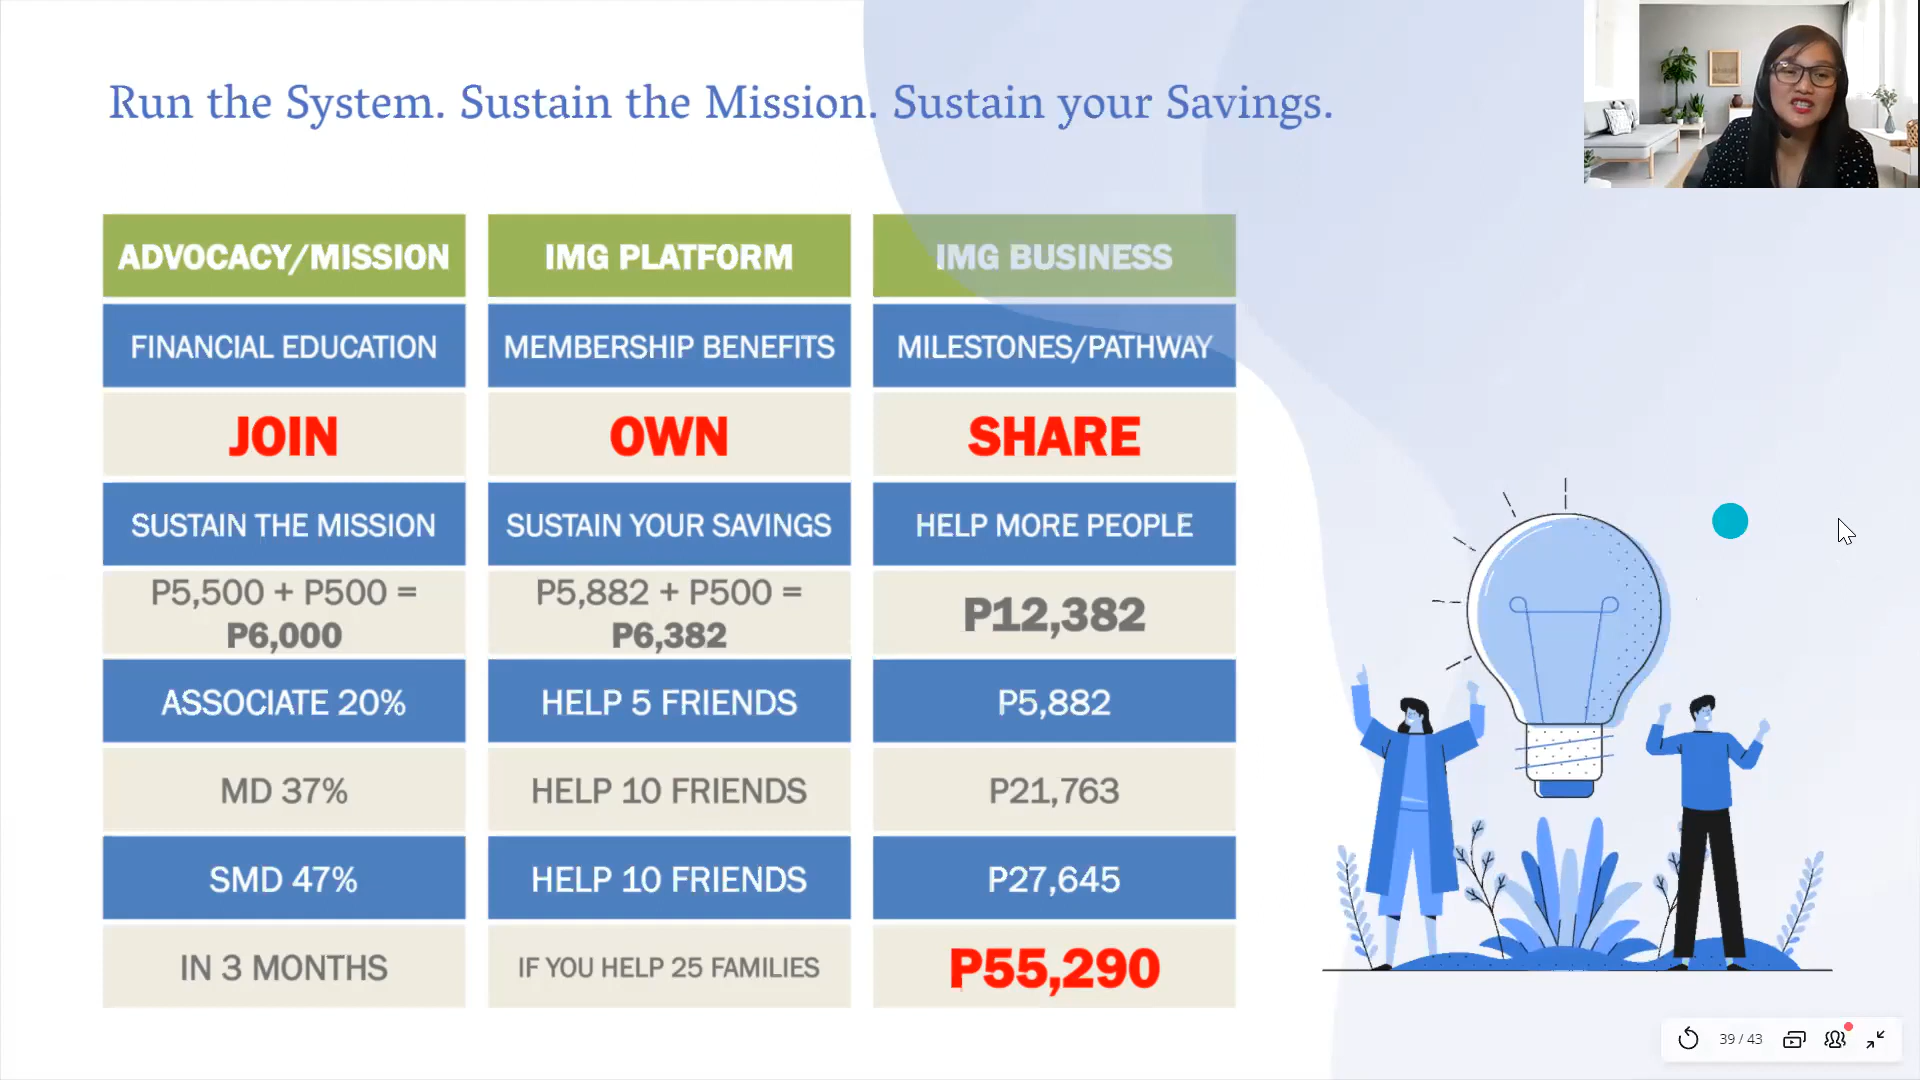 Run the System. Sustain the Mission. Sustain your Savings.
ADVOCACY/MISSION IMG PLATFORM IMG BUSINESS
FINANCIAL EDUCATION MEMBERSHIP BENEFITS MILESTONES/PATHWAY
JOIN OWN SHARE
SUSTAIN THE MISSION SUSTAIN YOUR SAVINGS HELP MORE PEOPLE
P5,500 + P500 =
P6,000
P5,882 + P500 =
P6,382
P12,382
ASSOCIATE 20% HELP 5 FRIENDS P5,882
MD 37% HELP 10 FRIENDS P21,763
SMD 47% HELP 10 FRIENDS P27,645
IN 3 MONTHS IF YOU HELP 25 FAMILIES P55,290
39 / 43